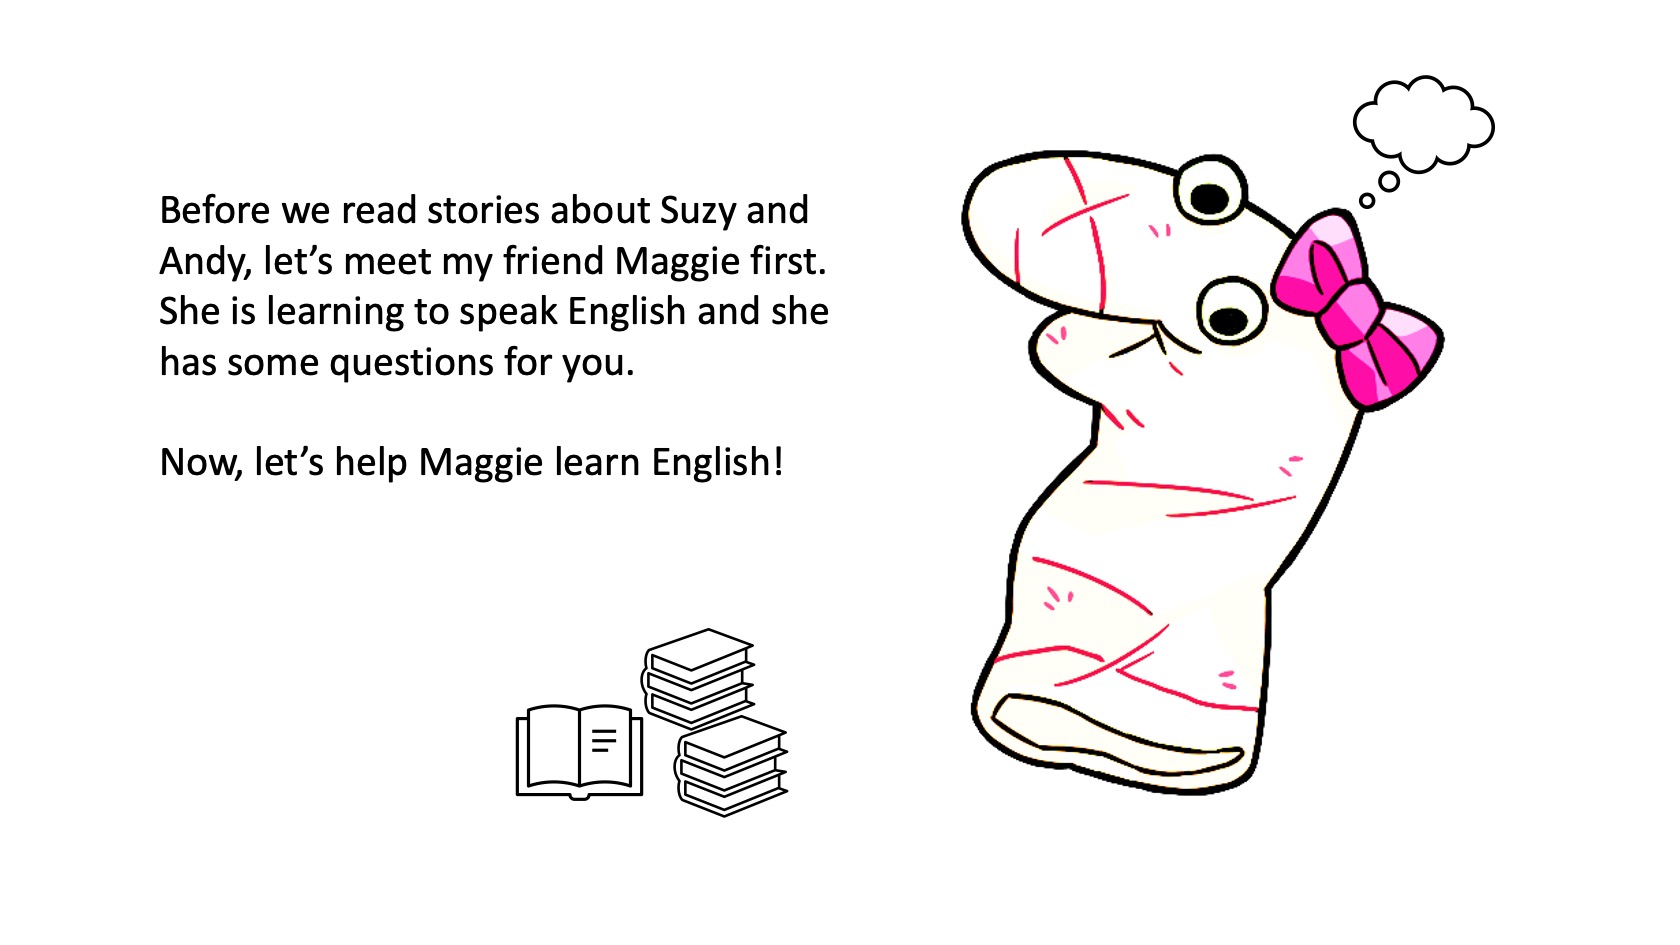 Before we read stories about Suzy and
Andy, let’s meet my friend Maggie first.
She is learning to speak English and she
has some questions for you.
Now, let’s help Maggie learn English!